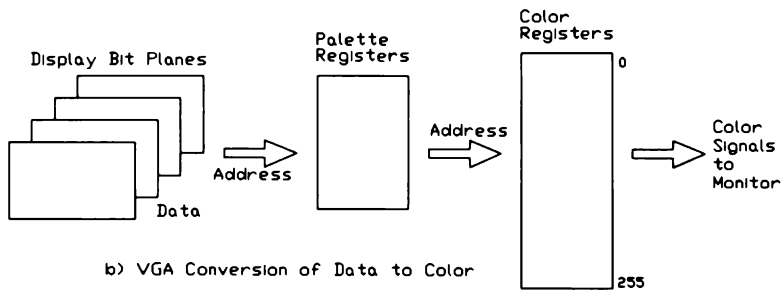 Display Bit Planes
Address
Data
Palette
Registers
Address
Color
Registers
0
255
Color
Signals
to
Monitor
b) VGA Conversion of Data to Color